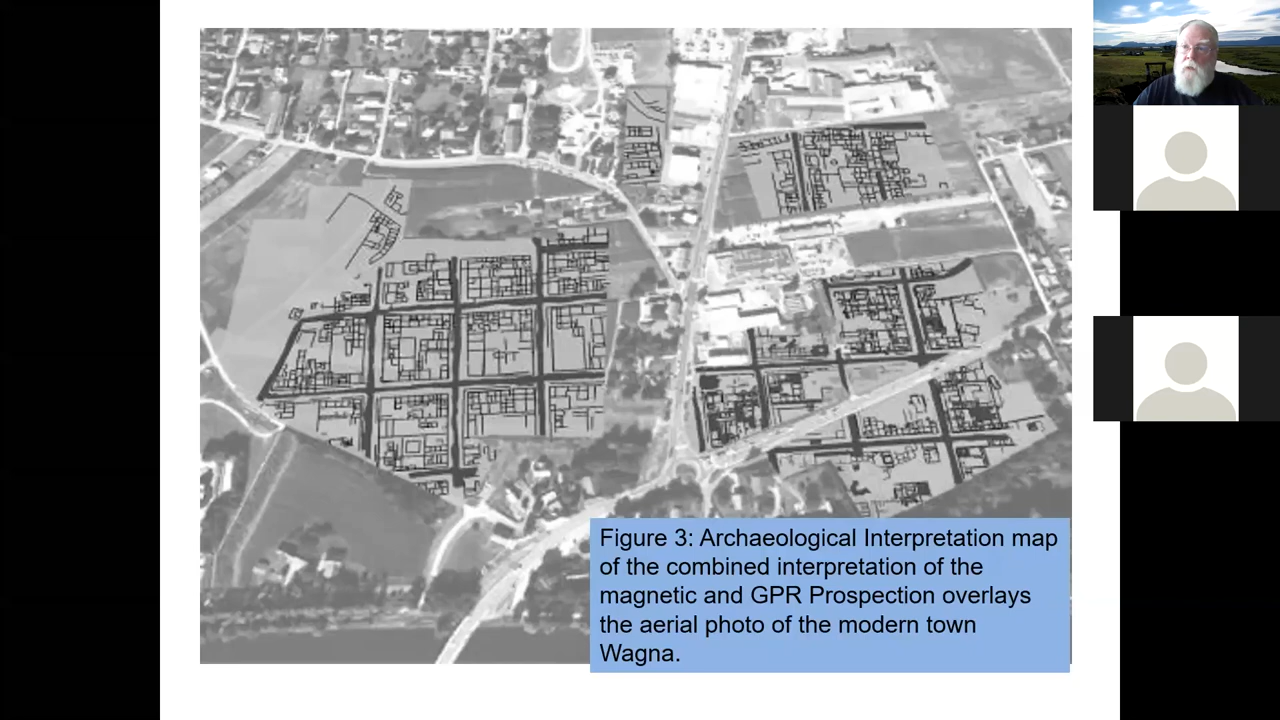 Figure 3: Archaeological Interpretation map
of the combined interpretation of the
magnetic and GPR Prospection overlays
the aerial photo of the modern town
Wagna.